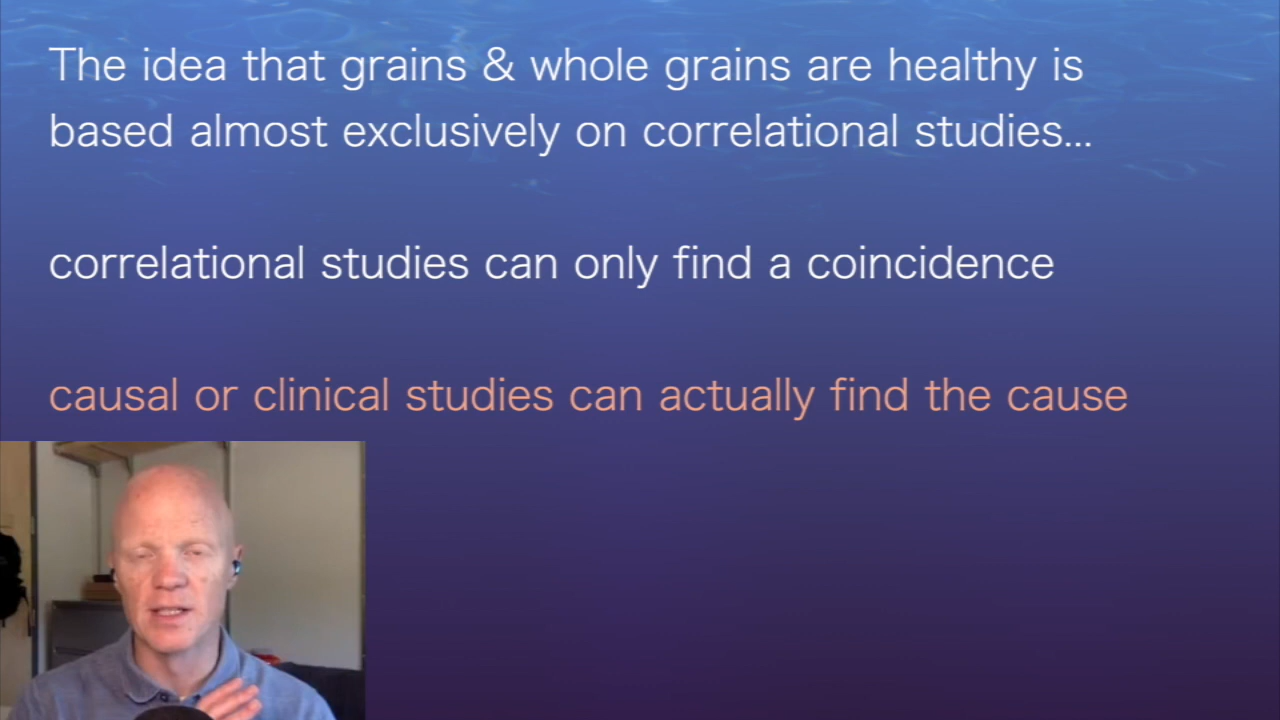 The idea that grains & whole grains are healthy is
based almost exclusively on correlational studies...
correlational studies can only find a coincidence
causal or clinical studies can actually find the cause